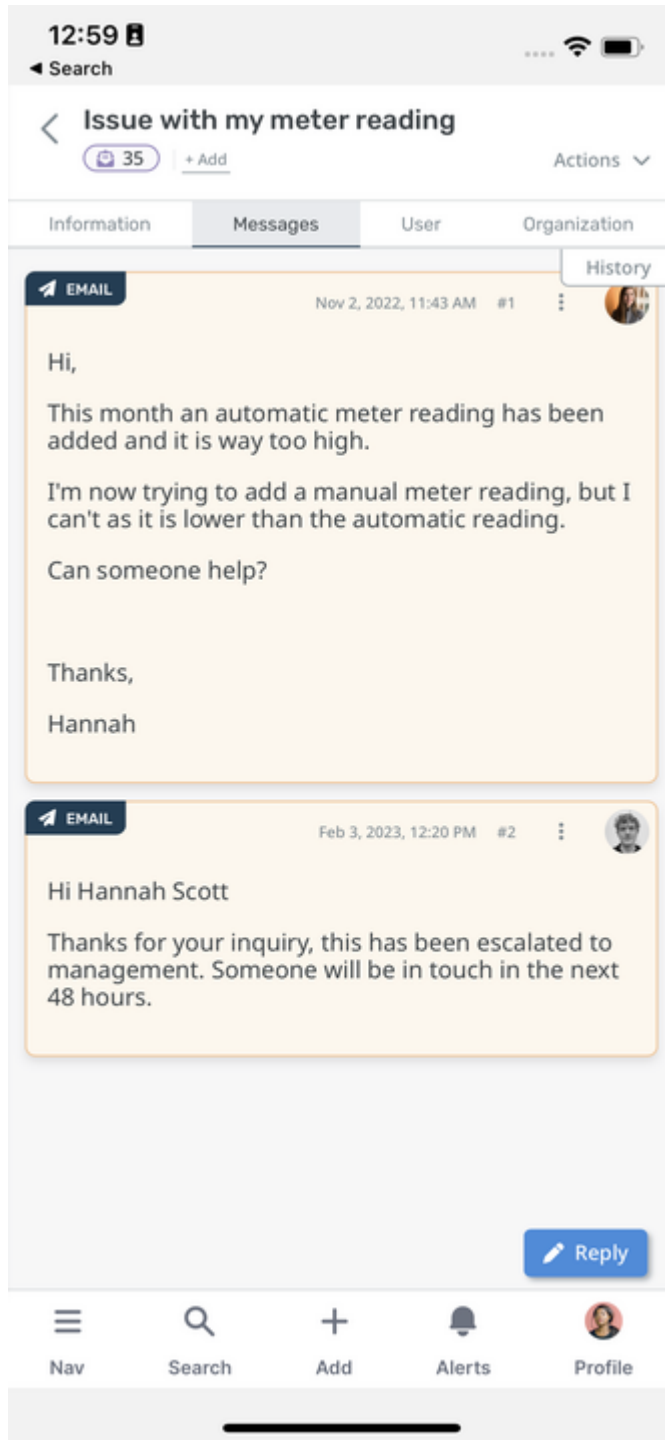 12:59
◀ Search
Issue with my meter reading
35 + Add
Actions
Information Messages User Organization
History
EMAIL
Nov 2, 2022, 11:43 AM #1
Hi,
This month an automatic meter reading has been
added and it is way too high.
I'm now trying to add a manual meter reading, but I
can't as it is lower than the automatic reading.
Can someone help?
Thanks,
Hannah
EMAIL
Feb 3, 2023, 12:20 PM #2
Hi Hannah Scott
Thanks for your inquiry, this has been escalated to
management. Someone will be in touch in the next
48 hours.
Reply
Nav Search Add Alerts Profile